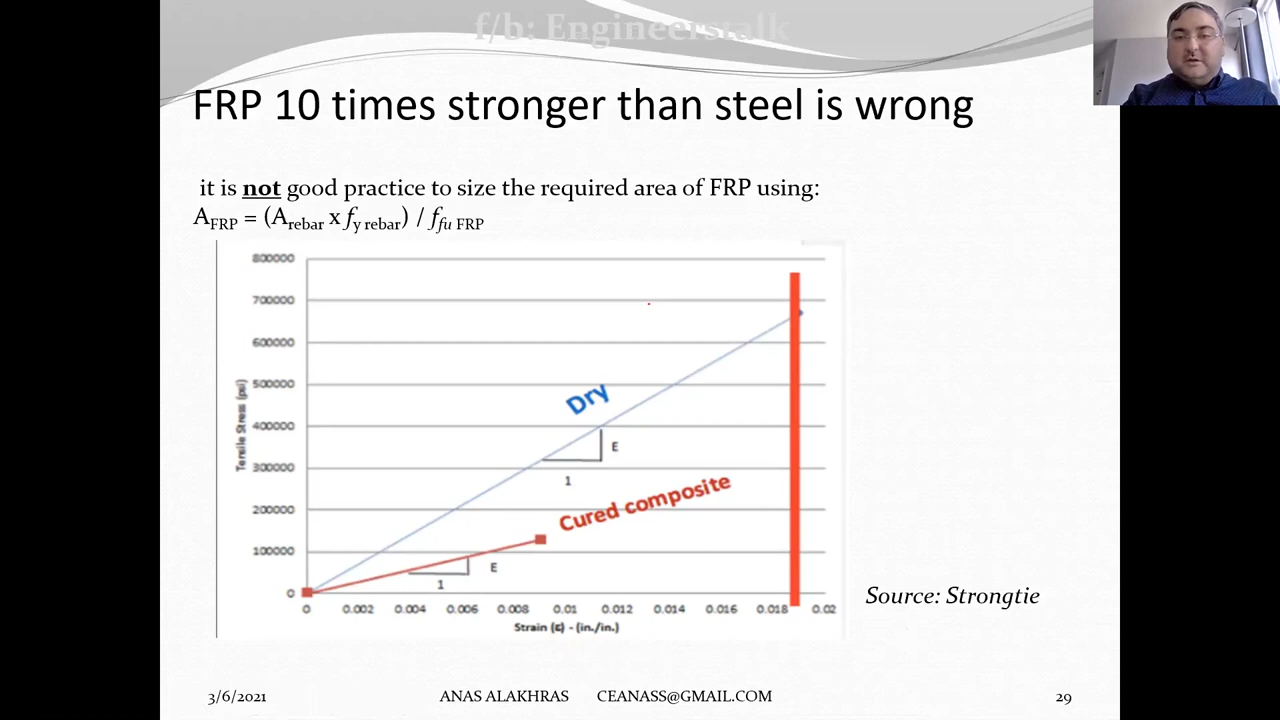 f/b: Engineerstalk
FRP 10 times stronger than steel is wrong
it is not good practice to size the required area of FRP using:
A_FRP = (A_rebar x f_y rebar) / f_fu FRP
800000
700000
600000
500000
400000
300000
200000
100000
0
Tensile Stress (psi)
Dry
E
1
Cured composite
E
1
0 0.002 0.004 0.006 0.008 0.01 0.012 0.014 0.016 0.018 0.02
Strain (ε) - (in./in.)
Source: Strongtie
3/6/2021 ANAS ALAKHRAS CEANASS@GMAIL.COM 29